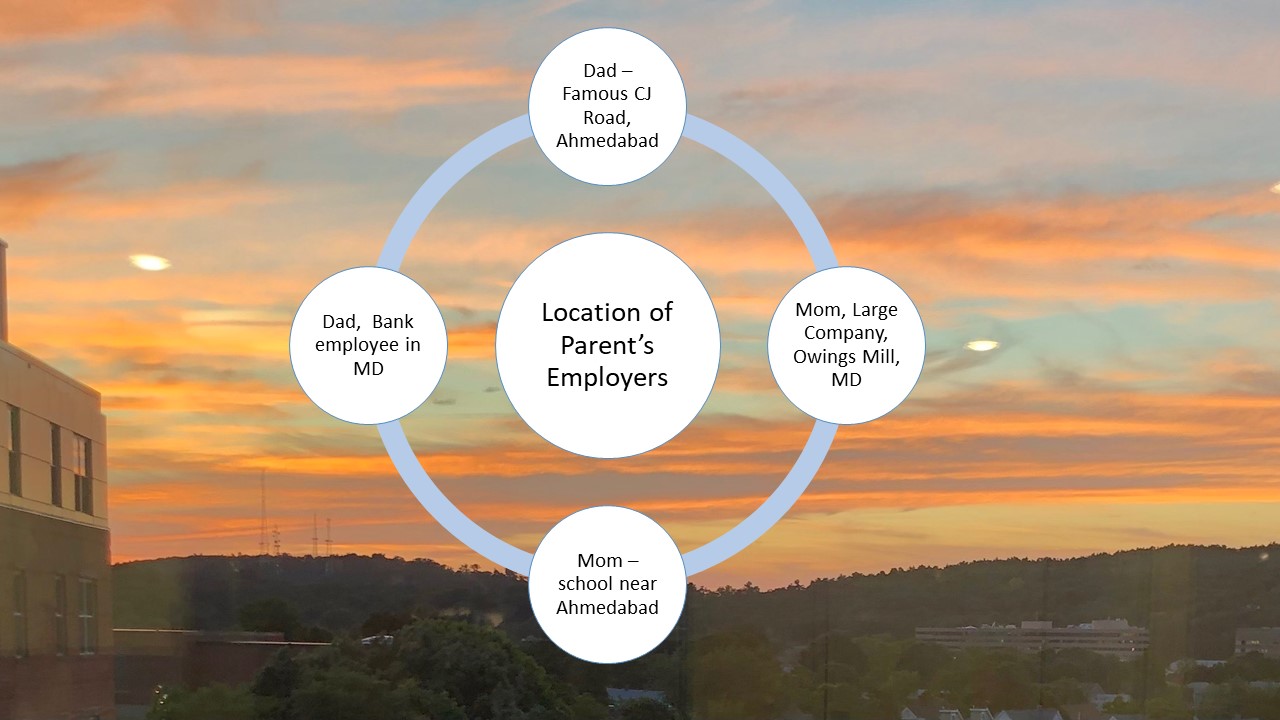 Dad –
Famous CJ
Road,
Ahmedabad
Dad,  Bank
employee in
MD
Location of
Parent’s
Employers
Mom, Large
Company,
Owings Mill,
MD
Mom –
school near
Ahmedabad